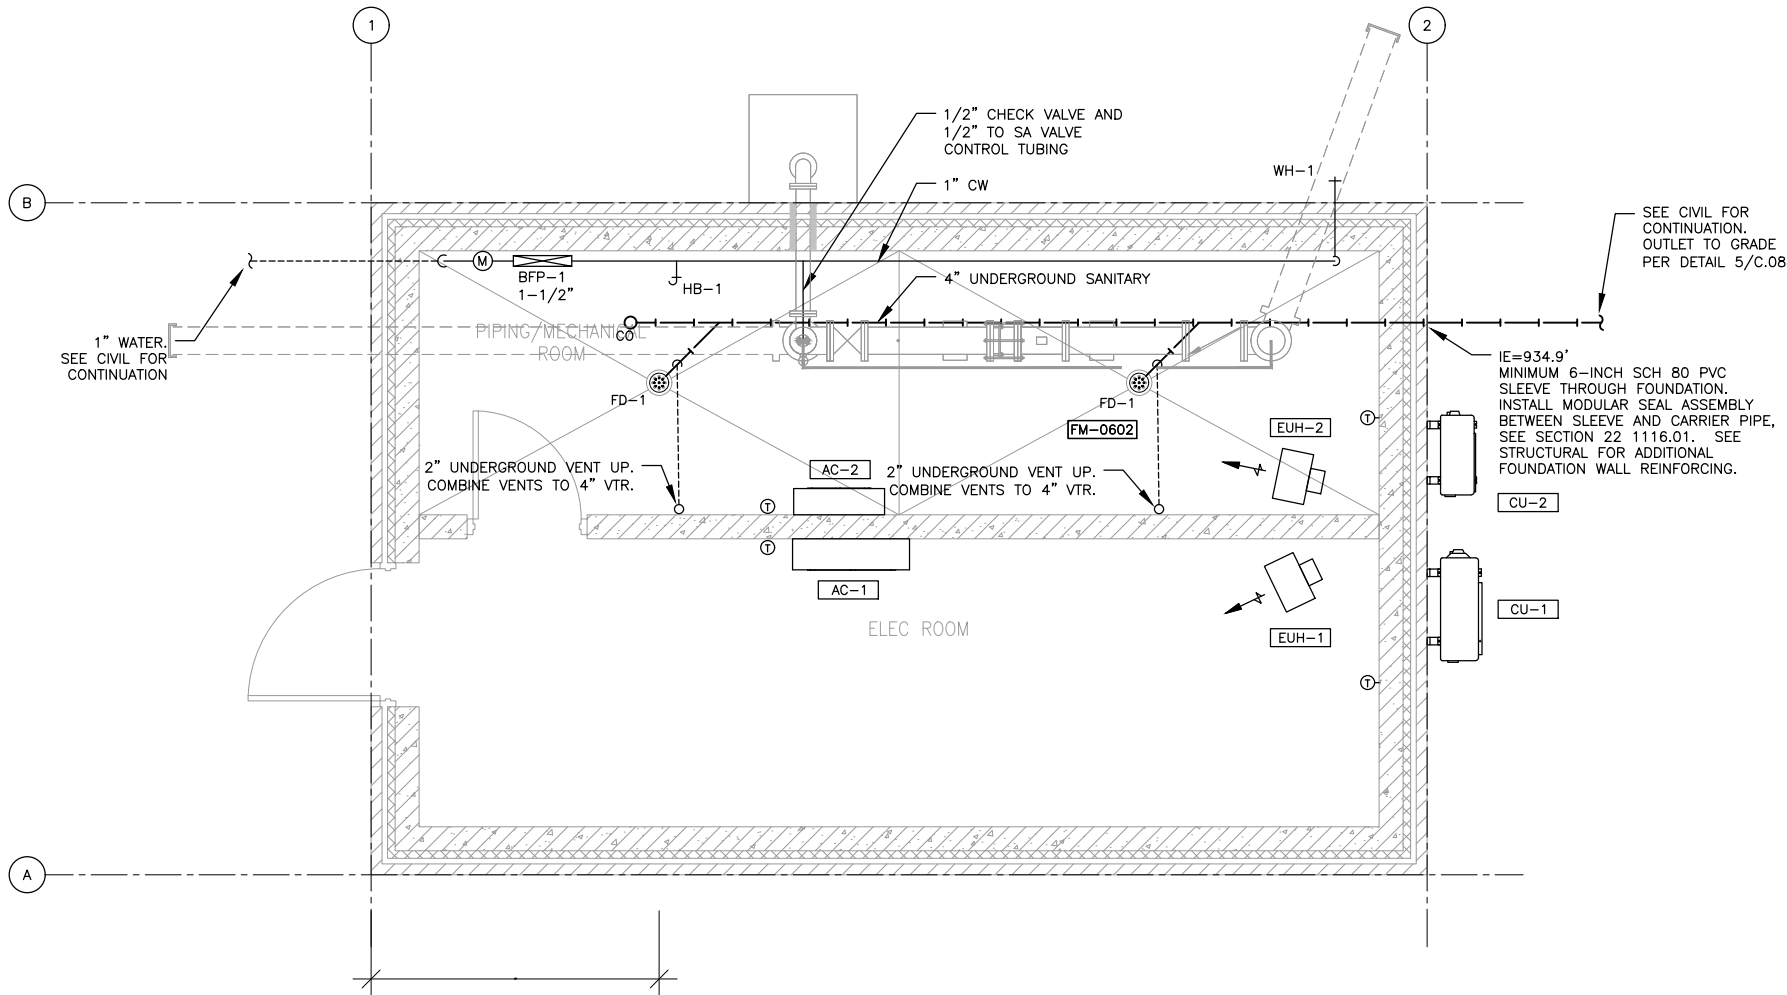 1
2
1/2" CHECK VALVE AND
1/2" TO SA VALVE
CONTROL TUBING
WH-1
1" CW
B
SEE CIVIL FOR
CONTINUATION.
OUTLET TO GRADE
PER DETAIL 5/C.08
M
BFP-1
1-1/2"
HB-1
4" UNDERGROUND SANITARY
PIPING/MECHANICAL
ROOM
CO
1" WATER.
SEE CIVIL FOR
CONTINUATION
IE=934.9'
MINIMUM 6-INCH SCH 80 PVC
SLEEVE THROUGH FOUNDATION.
INSTALL MODULAR SEAL ASSEMBLY
BETWEEN SLEEVE AND CARRIER PIPE,
SEE SECTION 22 1116.01. SEE
STRUCTURAL FOR ADDITIONAL
FOUNDATION WALL REINFORCING.
FD-1
FD-1
FM-0602
T
EUH-2
2" UNDERGROUND VENT UP.
COMBINE VENTS TO 4" VTR.
AC-2
2" UNDERGROUND VENT UP.
COMBINE VENTS TO 4" VTR.
CU-2
T
T
AC-1
ELEC ROOM
EUH-1
CU-1
T
A